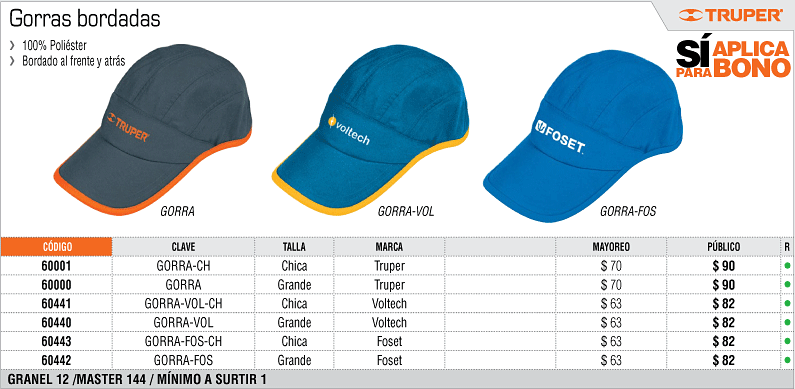 Gorras bordadas
TRUPER
❯ 100% Poliéster
❯ Bordado al frente y atrás
SÍ APLICA
PARA BONO
TRUPER
voltech
FOSET
GORRA
GORRA-VOL
GORRA-FOS
CÓDIGO CLAVE TALLA MARCA MAYOREO PÚBLICO R
60001 GORRA-CH Chica Truper $ 70 $ 90
60000 GORRA Grande Truper $ 70 $ 90
60441 GORRA-VOL-CH Chica Voltech $ 63 $ 82
60440 GORRA-VOL Grande Voltech $ 63 $ 82
60443 GORRA-FOS-CH Chica Foset $ 63 $ 82
60442 GORRA-FOS Grande Foset $ 63 $ 82
GRANEL 12 /MASTER 144 / MÍNIMO A SURTIR 1